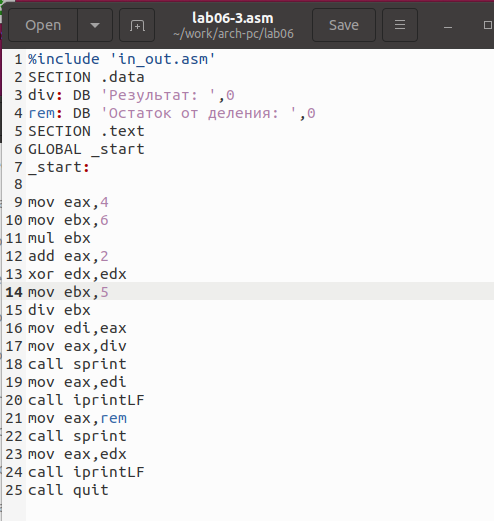 Open
lab06-3.asm
~/work/arch-pc/lab06
Save
1 %include 'in_out.asm'
2 SECTION .data
3 div: DB 'Результат: ',0
4 rem: DB 'Остаток от деления: ',0
5 SECTION .text
6 GLOBAL _start
7 _start:
8
9 mov eax,4
10 mov ebx,6
11 mul ebx
12 add eax,2
13 xor edx,edx
14 mov ebx,5
15 div ebx
16 mov edi,eax
17 mov eax,div
18 call sprint
19 mov eax,edi
20 call iprintLF
21 mov eax,rem
22 call sprint
23 mov eax,edx
24 call iprintLF
25 call quit